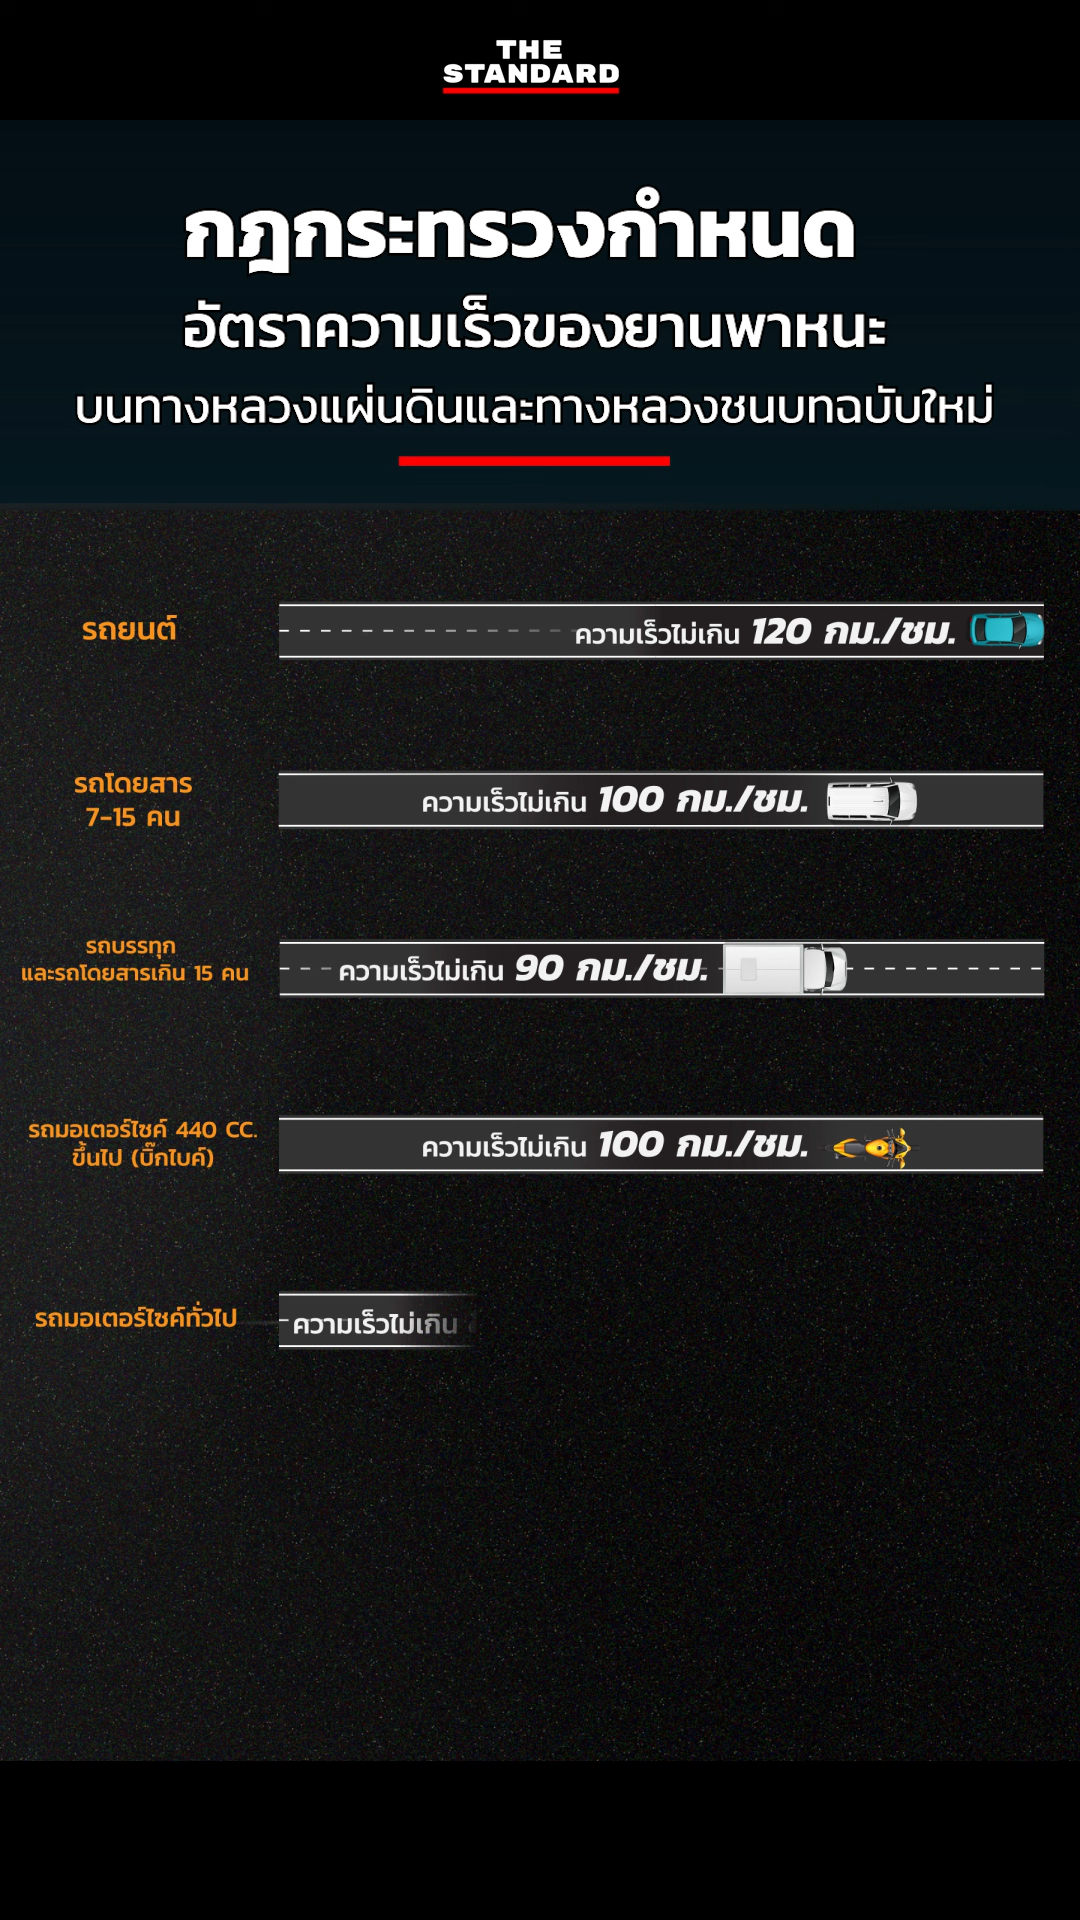 THE
STANDARD
กฎกระทรวงกำหนด
อัตราความเร็วของยานพาหนะ
บนทางหลวงแผ่นดินและทางหลวงชนบทฉบับใหม่
รถยนต์
ความเร็วไม่เกิน 120 กม./ชม.
รถโดยสาร
7-15 คน
ความเร็วไม่เกิน 100 กม./ชม.
รถบรรทุก
และรถโดยสารเกิน 15 คน
ความเร็วไม่เกิน 90 กม./ชม.
รถมอเตอร์ไซค์ 440 CC.
ขึ้นไป (บิ๊กไบค์)
ความเร็วไม่เกิน 100 กม./ชม.
รถมอเตอร์ไซค์ทั่วไป
ความเร็วไม่เกิน